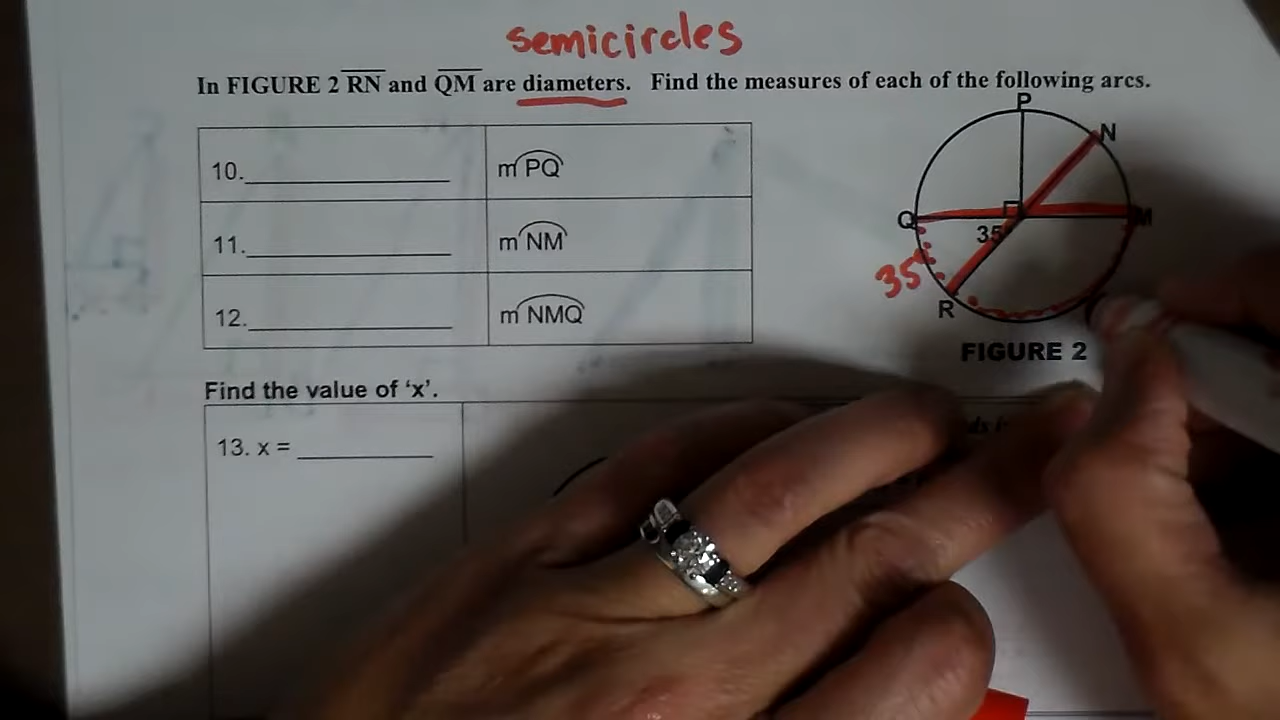 semicircles
In FIGURE 2 RN and QM are diameters. Find the measures of each of the following arcs.
10.
m PQ
11.
m NM
12.
m NMQ
P
N
Q
M
35
35°
R
FIGURE 2
Find the value of ‘x’.
13. x =